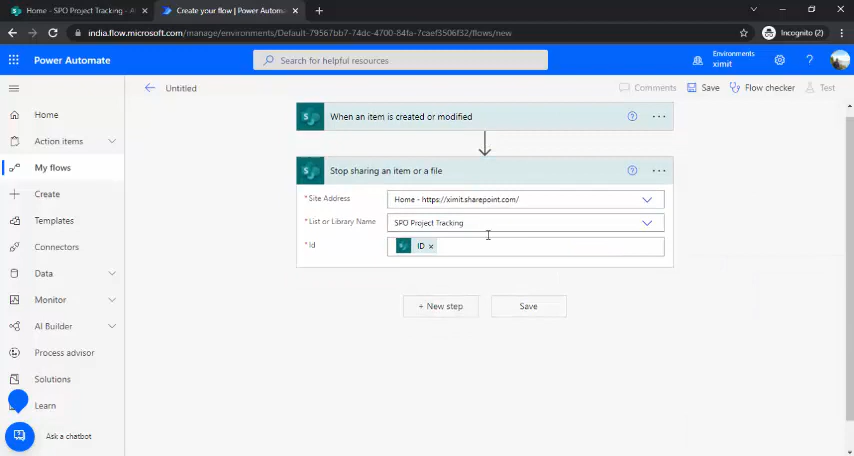 Home - SPO Project Tracking - Al
Create your flow | Power Automate
india.flow.microsoft.com/manage/environments/Default-79567bb7-74dc-4700-84fa-7caef3506f32/flows/new
Incognito (2)
Power Automate
Search for helpful resources
Environments
ximit
Untitled
Comments
Save
Flow checker
Test
Home
Action items
My flows
Create
Templates
Connectors
Data
Monitor
AI Builder
Process advisor
Solutions
Learn
Ask a chatbot
When an item is created or modified
Stop sharing an item or a file
* Site Address
Home - https://ximit.sharepoint.com/
* List or Library Name
SPO Project Tracking
* Id
ID
+ New step
Save